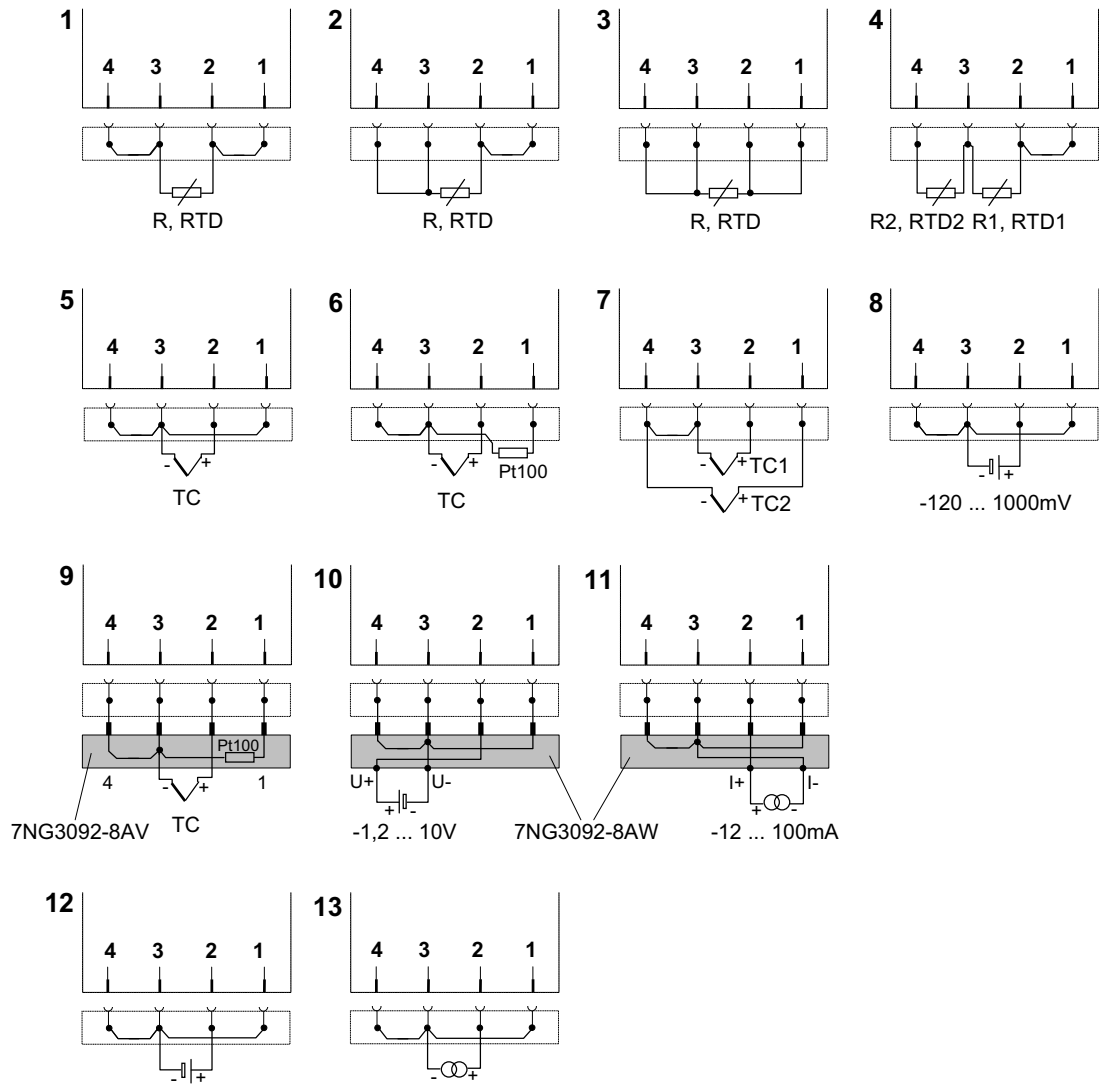 1 2 3 4
4 3 2 1 4 3 2 1 4 3 2 1 4 3 2 1
R, RTD R, RTD R, RTD R2, RTD2 R1, RTD1
5 6 7 8
4 3 2 1 4 3 2 1 4 3 2 1 4 3 2 1
- + - + Pt100 - + TC1 - +
TC TC - + TC2 -120 ... 1000mV
9 10 11
4 3 2 1 4 3 2 1 4 3 2 1
Pt100
4 - + 1 U+ U- I+ I-
TC + - + -
7NG3092-8AV -1,2 ... 10V 7NG3092-8AW -12 ... 100mA
12 13
4 3 2 1 4 3 2 1
- + - +